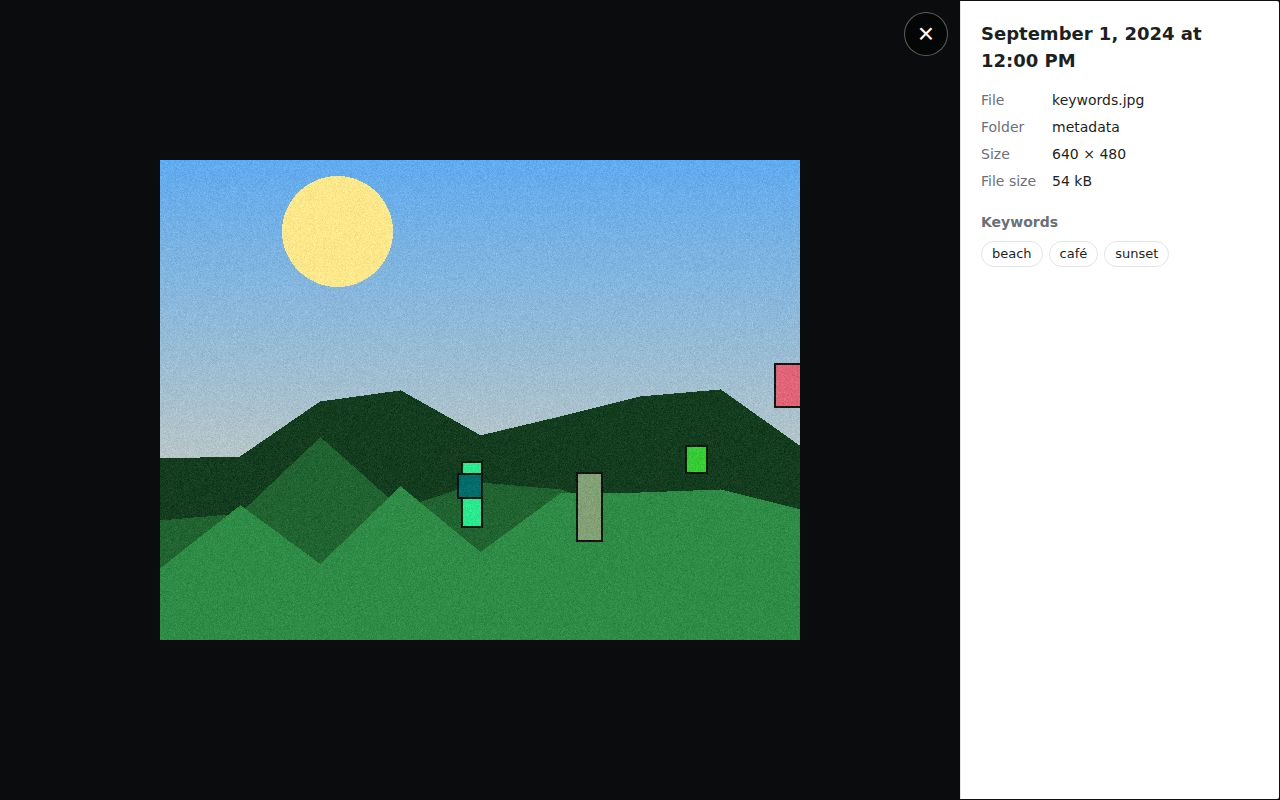 ✕
September 1, 2024 at
12:00 PM
File keywords.jpg
Folder metadata
Size 640 × 480
File size 54 kB
Keywords
beach café sunset